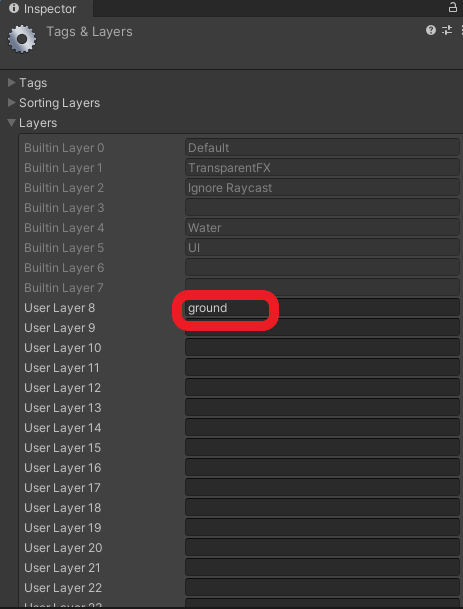 Inspector
Tags & Layers
Tags
Sorting Layers
Layers
Builtin Layer 0 Default
Builtin Layer 1 TransparentFX
Builtin Layer 2 Ignore Raycast
Builtin Layer 3
Builtin Layer 4 Water
Builtin Layer 5 UI
Builtin Layer 6
Builtin Layer 7
User Layer 8 ground
User Layer 9
User Layer 10
User Layer 11
User Layer 12
User Layer 13
User Layer 14
User Layer 15
User Layer 16
User Layer 17
User Layer 18
User Layer 19
User Layer 20
User Layer 21
User Layer 22